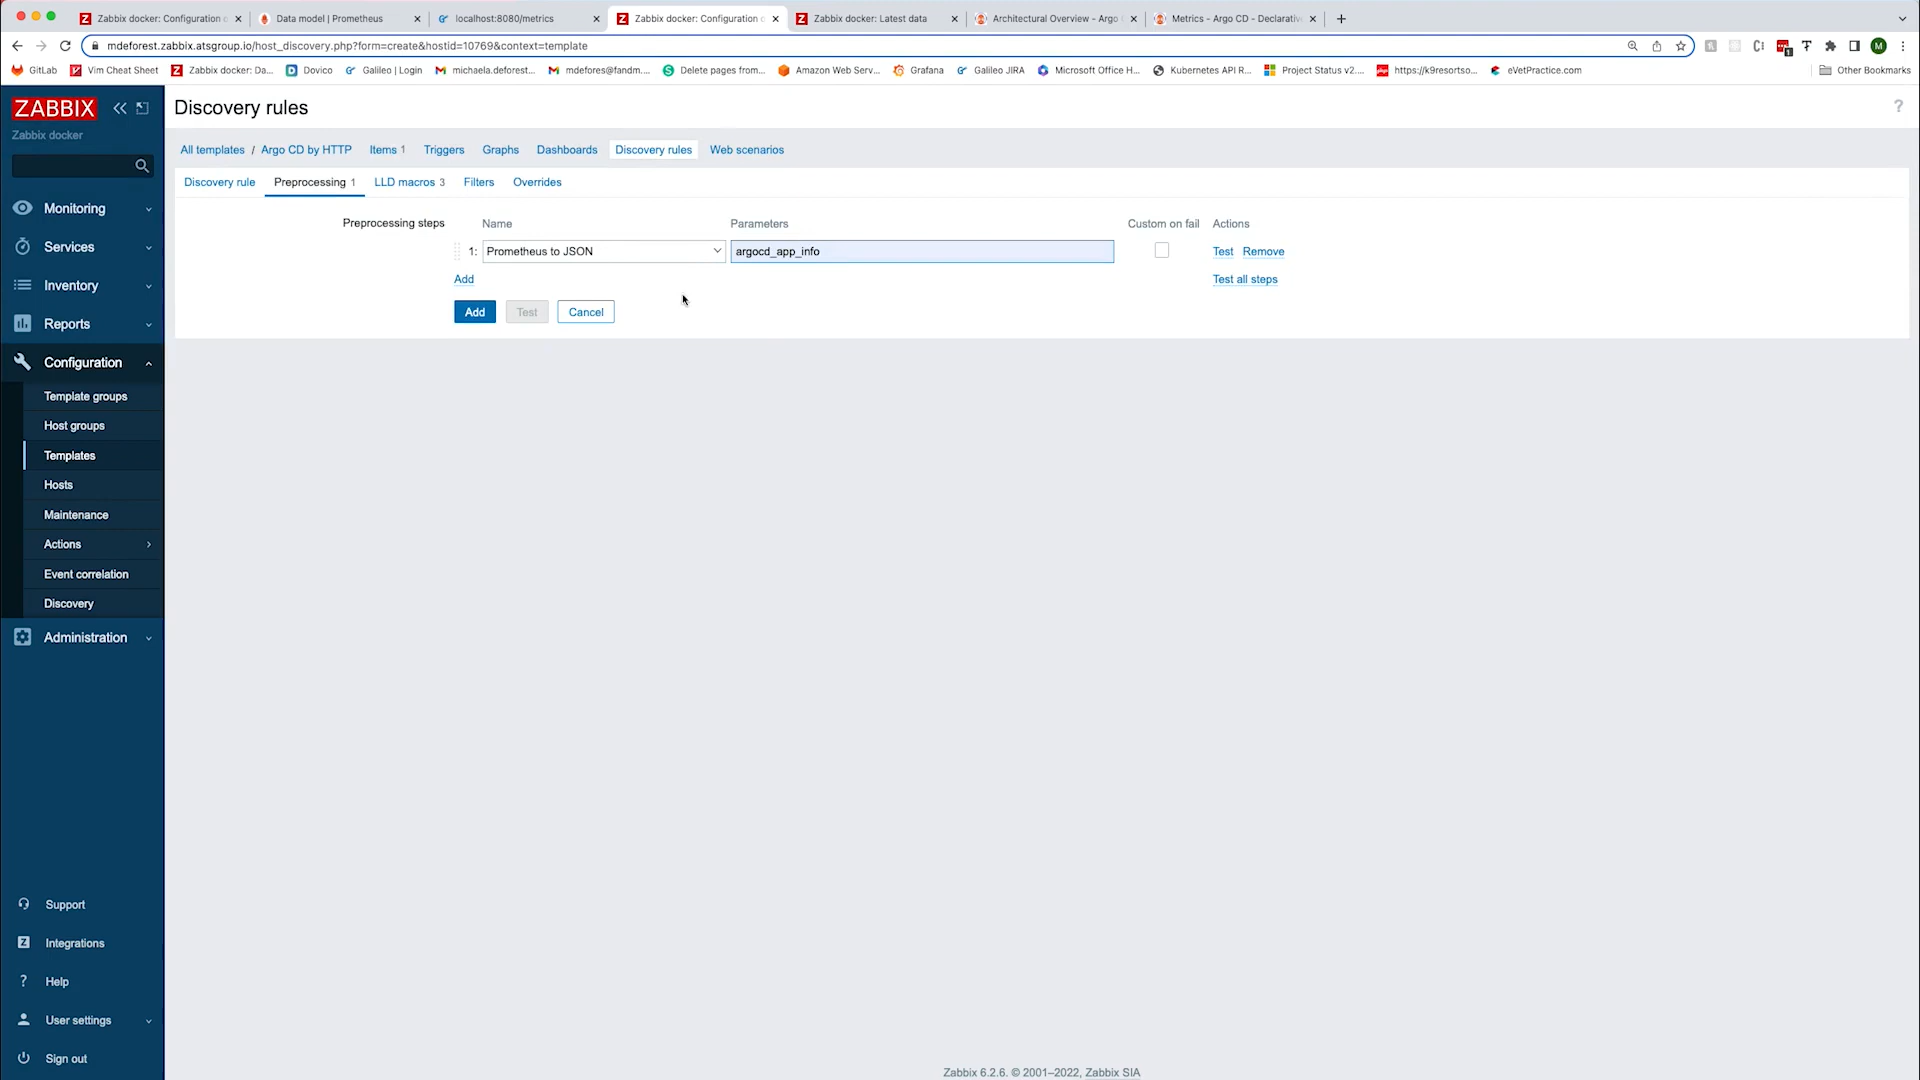 Zabbix docker: Configuration o
Data model | Prometheus
localhost:8080/metrics
Zabbix docker: Configuration o
Zabbix docker: Latest data
Architectural Overview - Argo
Metrics - Argo CD - Declarativ
mdeforest.zabbix.atsgroup.io/host_discovery.php?form=create&hostid=10769&context=template
GitLab
Vim Cheat Sheet
Zabbix docker: Da...
Dovico
Galileo | Login
michaela.deforest...
mdefores@fandm....
Delete pages from...
Amazon Web Serv...
Grafana
Galileo JIRA
Microsoft Office H...
Kubernetes API R...
Project Status v2....
https://k9resortso...
eVetPractice.com
Other Bookmarks
ZABBIX
Zabbix docker
Monitoring
Services
Inventory
Reports
Configuration
Template groups
Host groups
Templates
Hosts
Maintenance
Actions
Event correlation
Discovery
Administration
Support
Integrations
Help
User settings
Sign out
Discovery rules
All templates / Argo CD by HTTP Items 1 Triggers Graphs Dashboards Discovery rules Web scenarios
Discovery rule Preprocessing 1 LLD macros 3 Filters Overrides
Preprocessing steps Name Parameters Custom on fail Actions
1: Prometheus to JSON argocd_app_info Test Remove
Add Test all steps
Add Test Cancel
Zabbix 6.2.6. © 2001–2022, Zabbix SIA